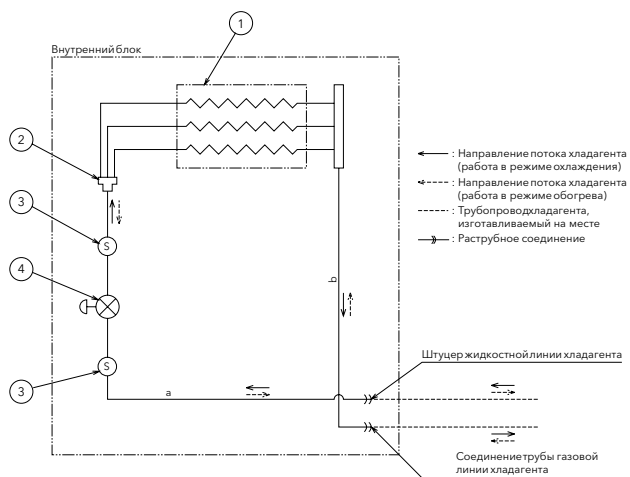 1
Внутренний блок
2
3
4
3
S
S
a
b
: Направление потока хладагента
(работа в режиме охлаждения)
: Направление потока хладагента
(работа в режиме обогрева)
: Трубопроводхладагента,
изготавливаемый на месте
: Раструбное соединение
Штуцер жидкостной линии хладагента
Соединениетрубы газовой
линии хладагента